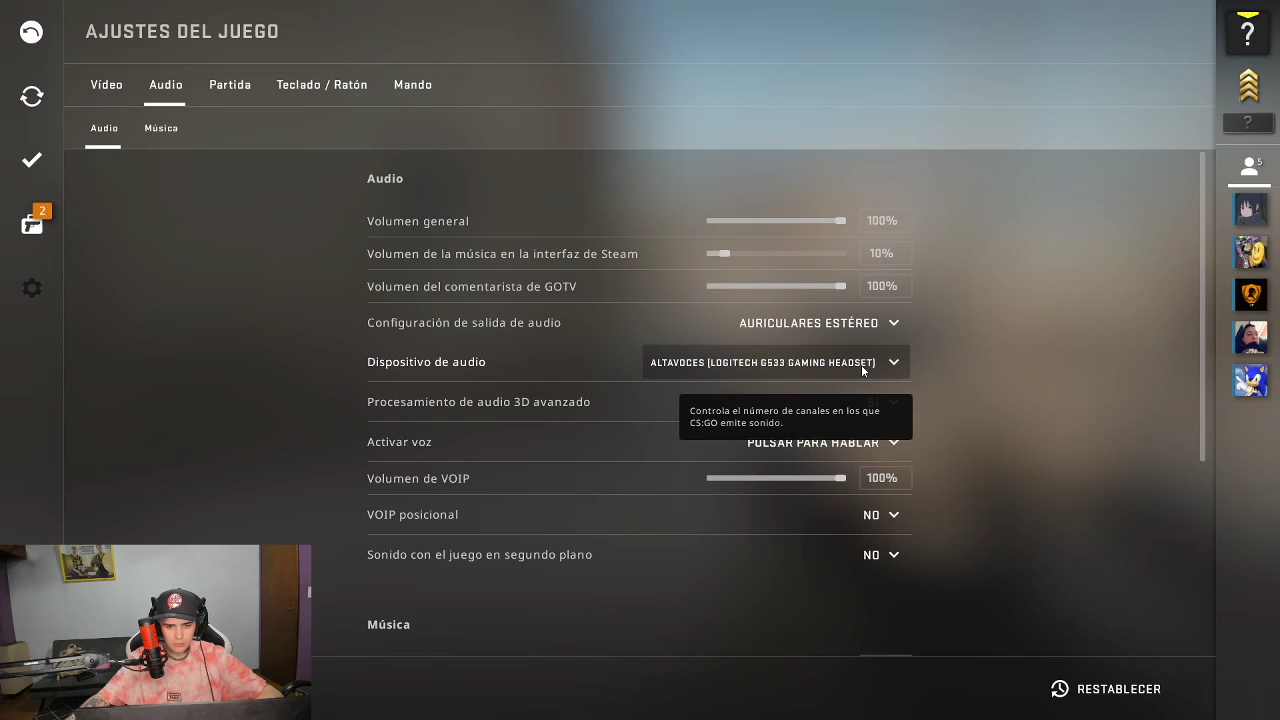 AJUSTES DEL JUEGO
?
Vídeo
Audio
Partida
Teclado / Ratón
Mando
?
Audio
Música
5
2
Audio
Volumen general
100%
Volumen de la música en la interfaz de Steam
10%
Volumen del comentarista de GOTV
100%
Configuración de salida de audio
AURICULARES ESTÉREO
Dispositivo de audio
ALTAVOCES (LOGITECH G533 GAMING HEADSET)
Procesamiento de audio 3D avanzado
Controla el número de canales en los que
CS:GO emite sonido.
Activar voz
PULSAR PARA HABLAR
Volumen de VOIP
100%
VOIP posicional
NO
Sonido con el juego en segundo plano
NO
Música
RESTABLECER